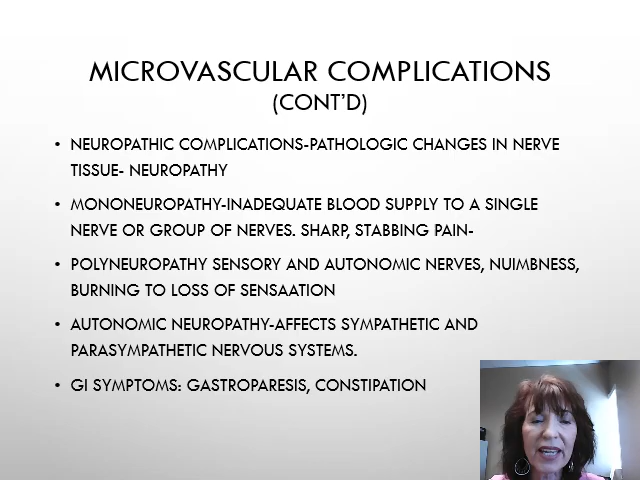 MICROVASCULAR COMPLICATIONS
(CONT'D)
• NEUROPATHIC COMPLICATIONS-PATHOLOGIC CHANGES IN NERVE
TISSUE- NEUROPATHY
• MONONEUROPATHY-INADEQUATE BLOOD SUPPLY TO A SINGLE
NERVE OR GROUP OF NERVES. SHARP, STABBING PAIN-
• POLYNEUROPATHY SENSORY AND AUTONOMIC NERVES, NUIMBNESS,
BURNING TO LOSS OF SENSAATION
• AUTONOMIC NEUROPATHY-AFFECTS SYMPATHETIC AND
PARASYMPATHETIC NERVOUS SYSTEMS.
• GI SYMPTOMS: GASTROPARESIS, CONSTIPATION